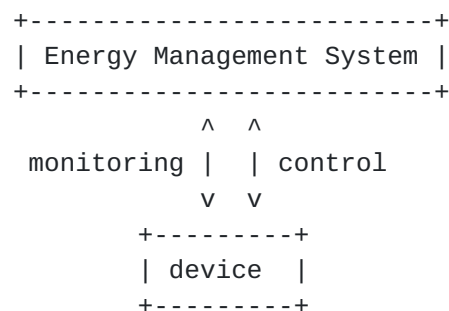 +---------------------------+
| Energy Management System |
+---------------------------+
^ ^
monitoring | | control
v v
+---------+
| device |
+---------+